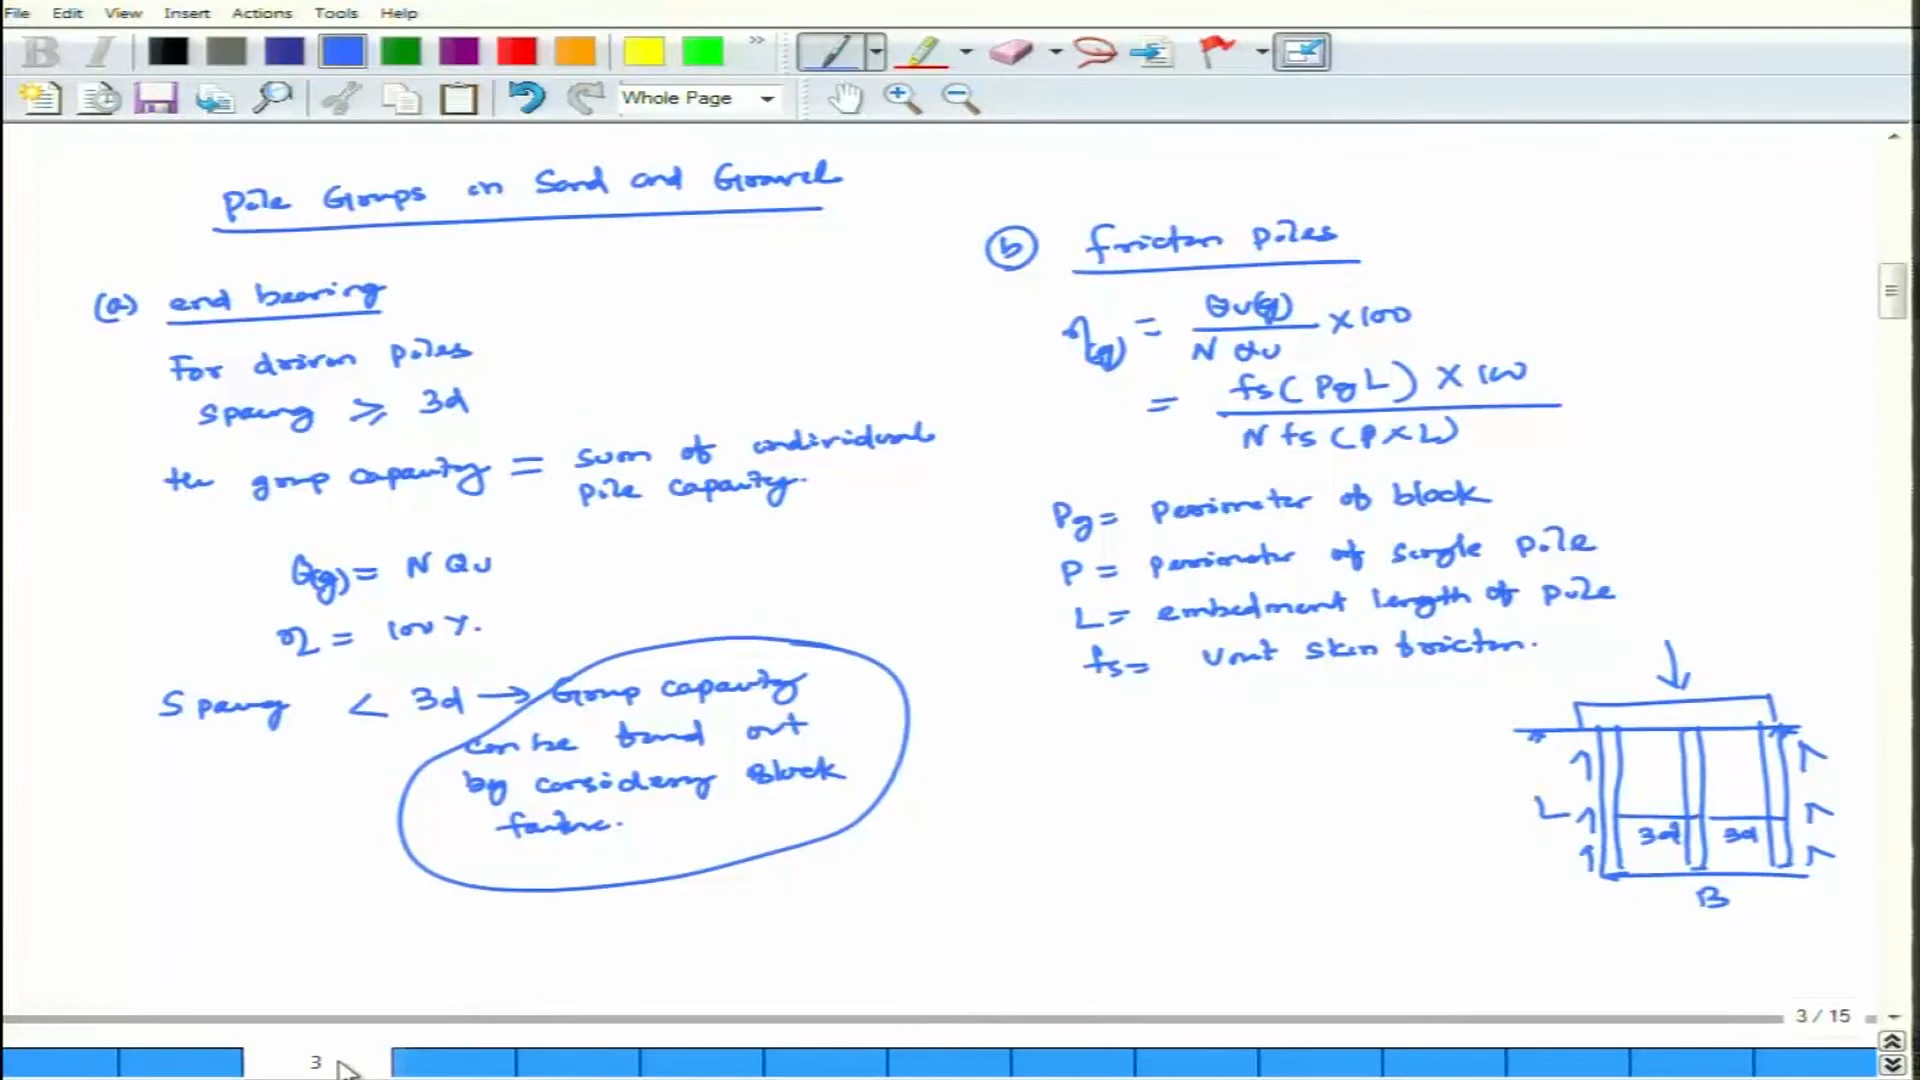 File Edit View Insert Actions Tools Help
B I
Whole Page
Pile Groups in Sand and Gravel
(a) end bearing
For driven piles
Spacing ≥ 3d
the group capacity = sum of individual
pile capacity.
Q(g) = N Qu
η = 100 %.
Spacing < 3d → Group capacity
can be found out
by considering Block
failure.
(b) friction piles
η(g) = Qu(g) / N Qu × 100
= fs (Pg L) × 100 / N fs (P × L)
Pg = perimeter of block
P = perimeter of single pile
L = embedment length of pile
fs = Unit skin friction.
L
3d 3d
B
3 / 15
3